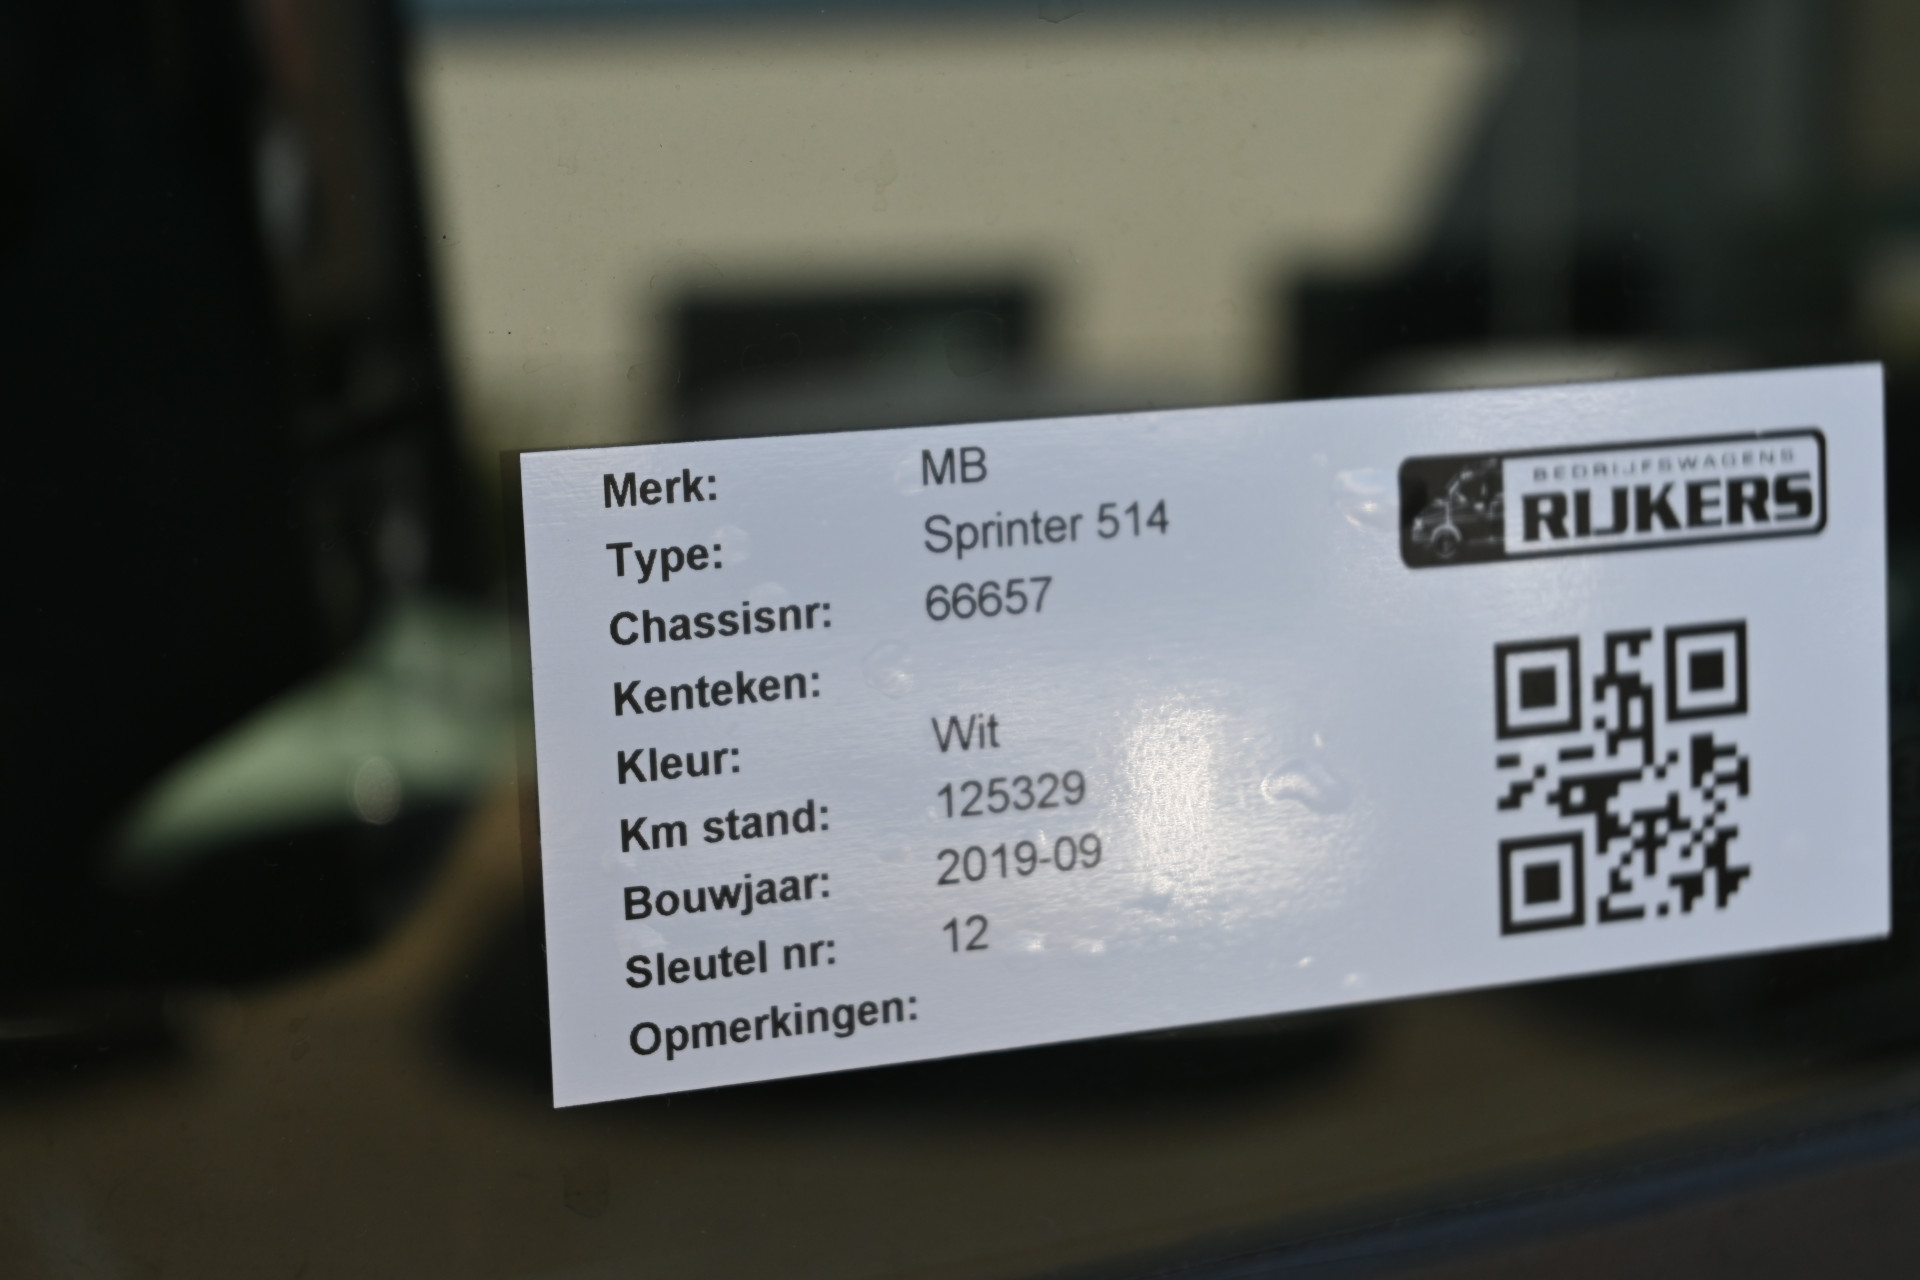 Merk: MB
Type: Sprinter 514
Chassisnr: 66657
Kenteken:
Kleur: Wit
Km stand: 125329
Bouwjaar: 2019-09
Sleutel nr: 12
Opmerkingen:
BEDRIJFSWAGENS
RIJKERS